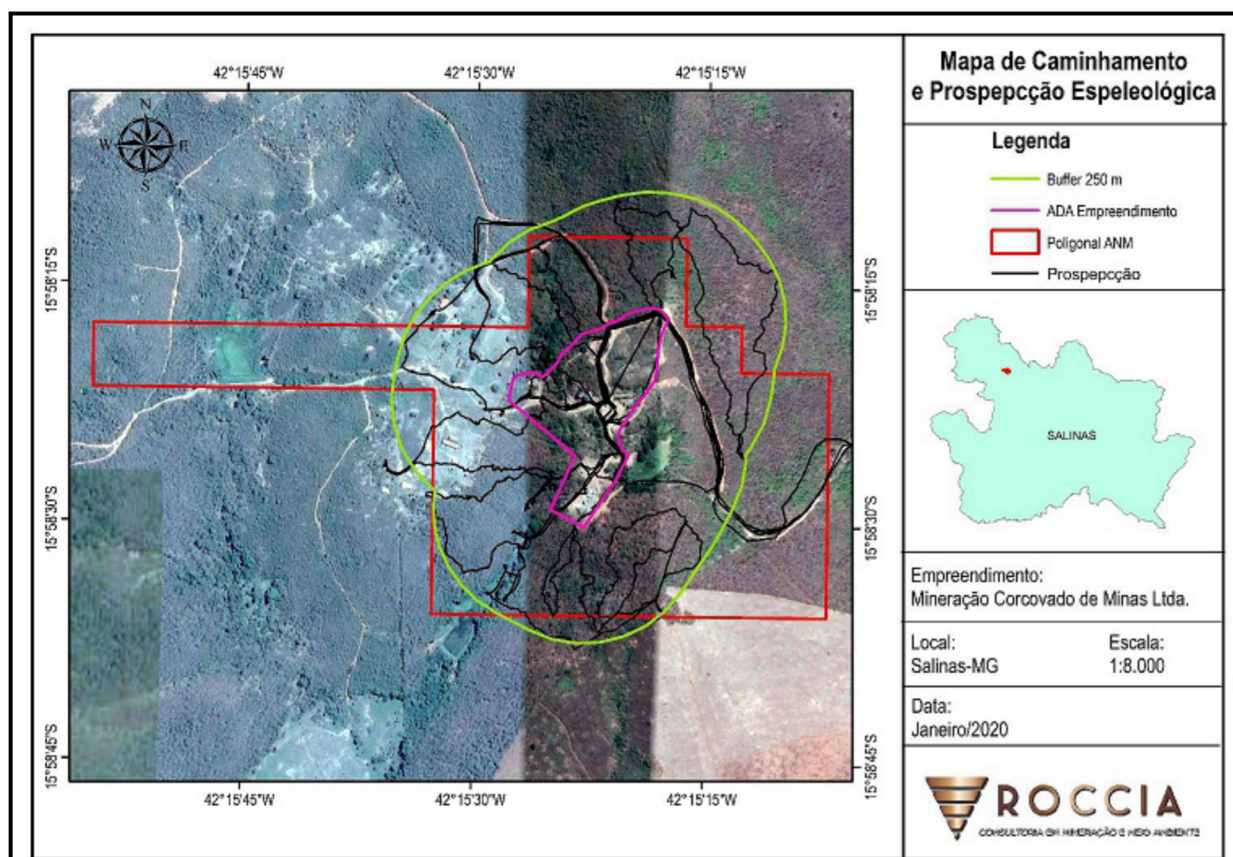 Mapa de Caminhamento
e Prospepcção Espeleológica
Legenda
Buffer 250 m
ADA Empreendimento
Poligonal ANM
Prospepcção
42°15'45"W 42°15'30"W 42°15'15"W
N
W E
S
15°58'15"S 15°58'15"S
15°58'30"S 15°58'30"S
15°58'45"S 15°58'45"S
42°15'45"W 42°15'30"W 42°15'15"W
SALINAS
Empreendimento:
Mineração Corcovado de Minas Ltda.
Local: Escala:
Salinas-MG 1:8.000
Data:
Janeiro/2020
ROCCIA
CONSULTORIA EM MINERAÇÃO E MEIO AMBIENTE